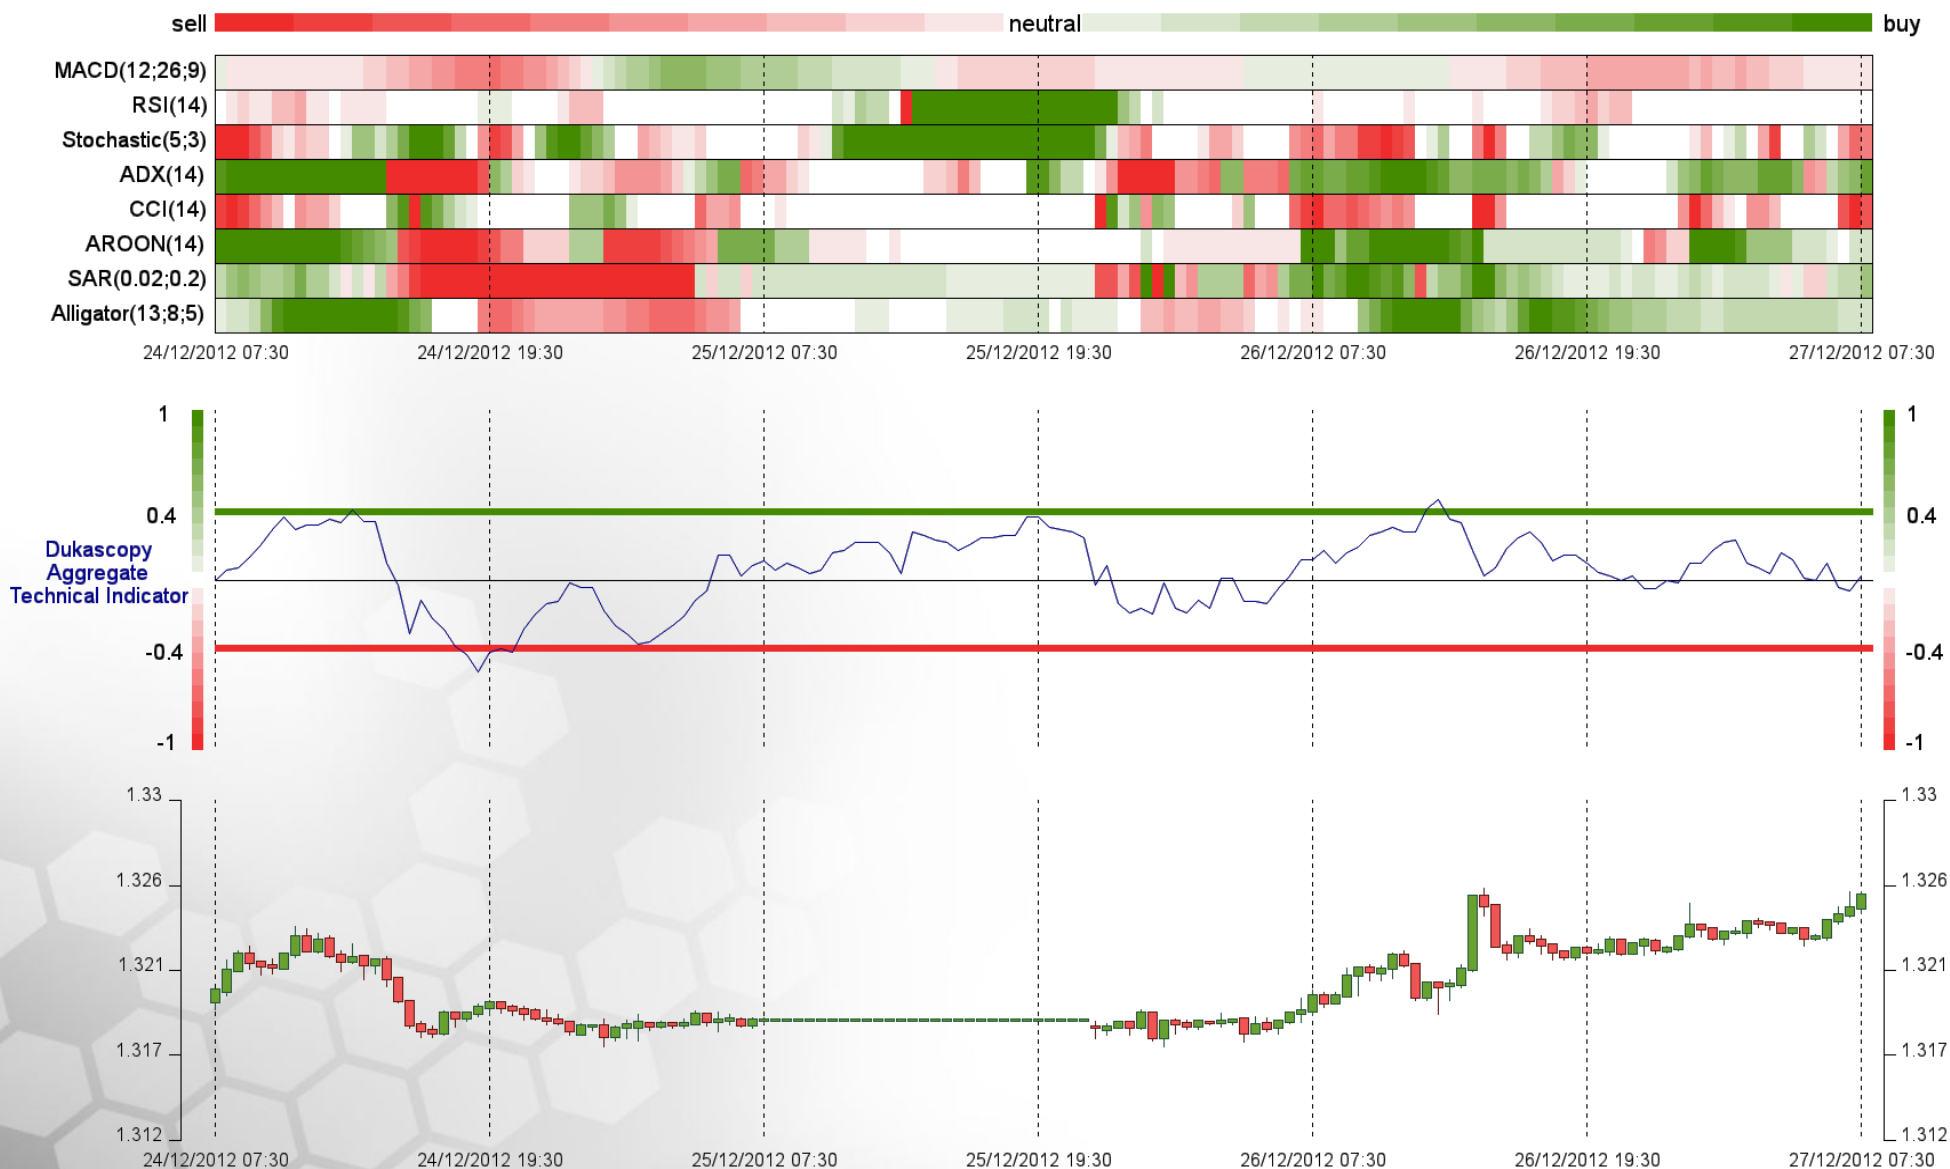 sell neutral buy
MACD(12;26;9)
RSI(14)
Stochastic(5;3)
ADX(14)
CCI(14)
AROON(14)
SAR(0.02;0.2)
Alligator(13;8;5)
24/12/2012 07:30 24/12/2012 19:30 25/12/2012 07:30 25/12/2012 19:30 26/12/2012 07:30 26/12/2012 19:30 27/12/2012 07:30
1 1
0.4 0.4
Dukascopy
Aggregate
Technical Indicator
-0.4 -0.4
-1 -1
1.33 1.33
1.326 1.326
1.321 1.321
1.317 1.317
1.312 1.312
24/12/2012 07:30 24/12/2012 19:30 25/12/2012 07:30 25/12/2012 19:30 26/12/2012 07:30 26/12/2012 19:30 27/12/2012 07:30